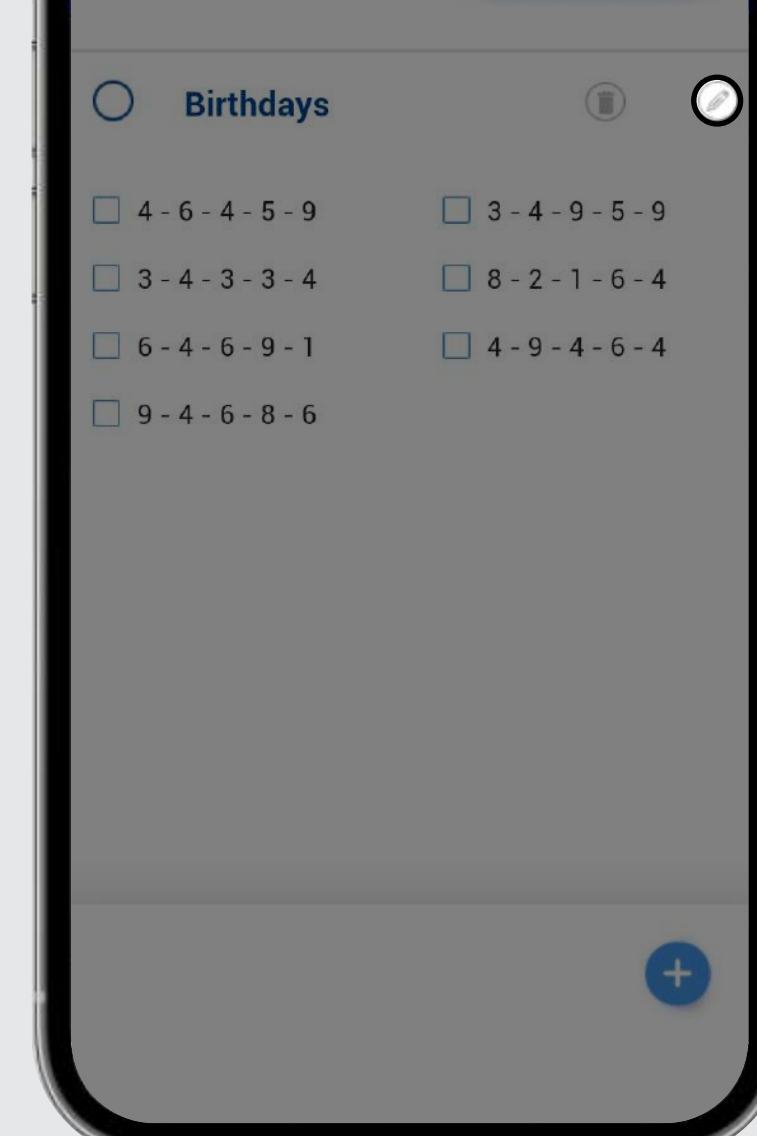 Birthdays
4 - 6 - 4 - 5 - 9 3 - 4 - 9 - 5 - 9
3 - 4 - 3 - 3 - 4 8 - 2 - 1 - 6 - 4
6 - 4 - 6 - 9 - 1 4 - 9 - 4 - 6 - 4
9 - 4 - 6 - 8 - 6